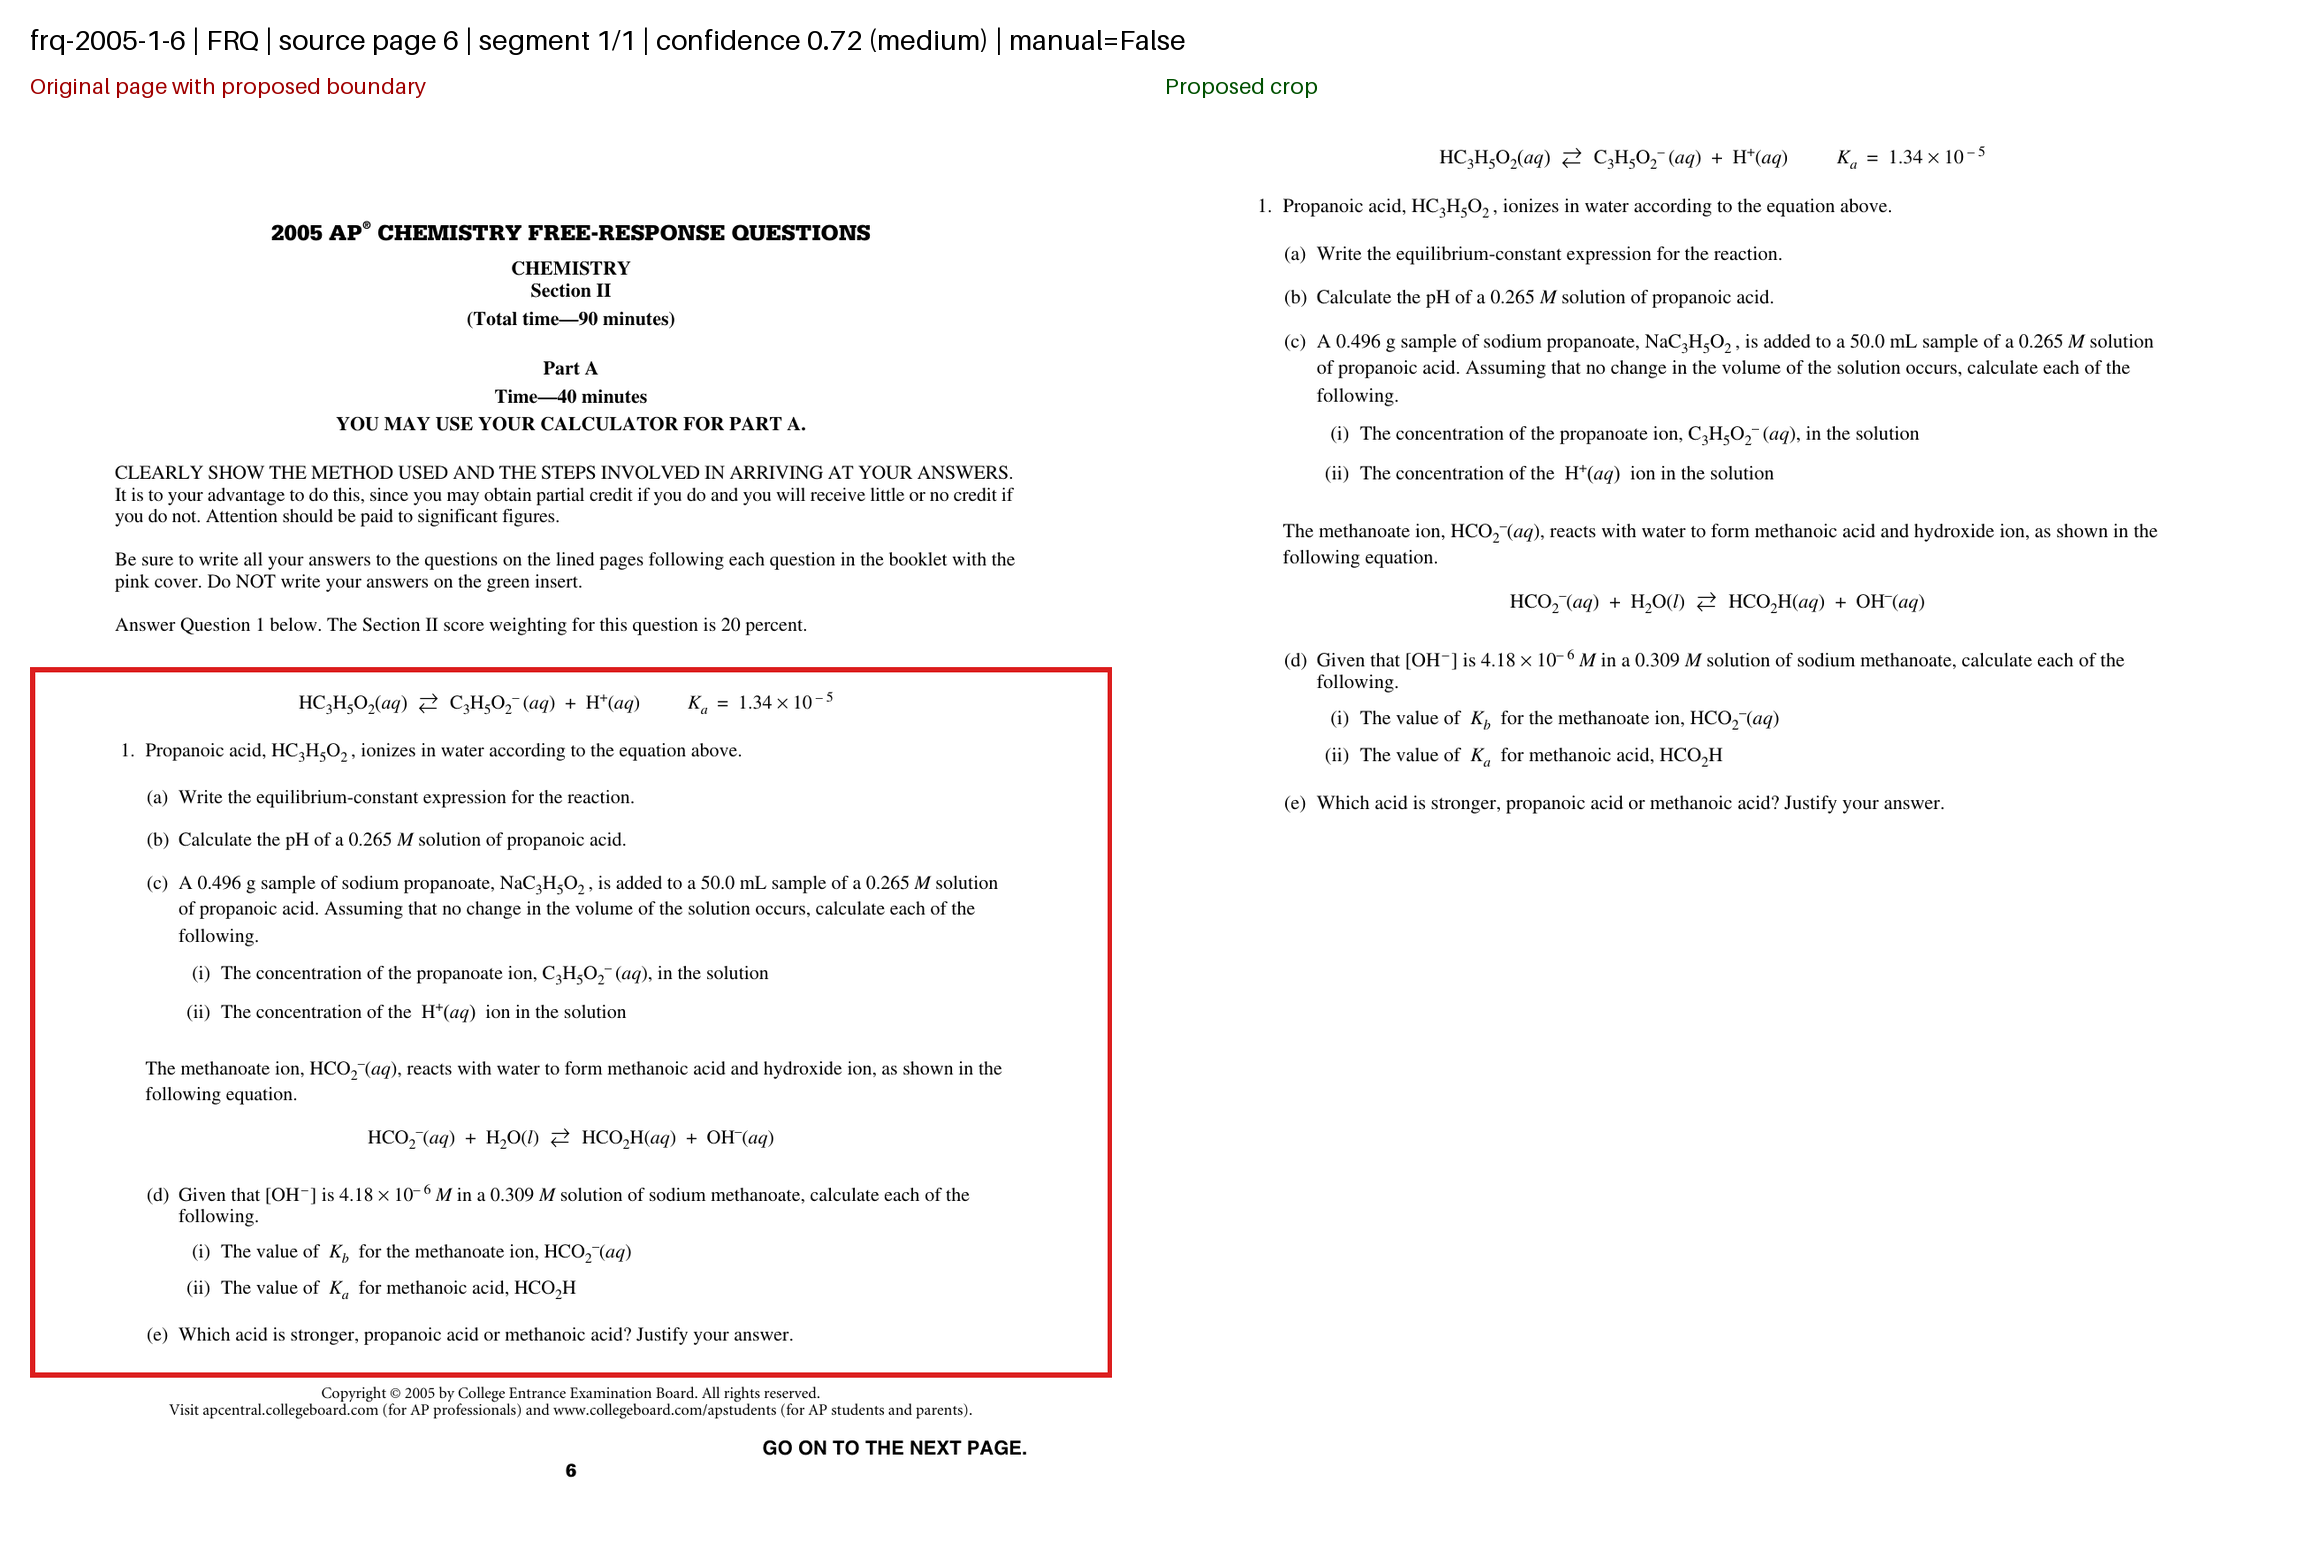 frq-2005-1-6 | FRQ | source page 6 | segment 1/1 | confidence 0.72 (medium) | manual=False
Original page with proposed boundary
2005 AP® CHEMISTRY FREE-RESPONSE QUESTIONS
CHEMISTRY
Section II
(Total time—90 minutes)
Part A
Time—40 minutes
YOU MAY USE YOUR CALCULATOR FOR PART A.
CLEARLY SHOW THE METHOD USED AND THE STEPS INVOLVED IN ARRIVING AT YOUR ANSWERS.
It is to your advantage to do this, since you may obtain partial credit if you do and you will receive little or no credit if
you do not. Attention should be paid to significant figures.
Be sure to write all your answers to the questions on the lined pages following each question in the booklet with the
pink cover. Do NOT write your answers on the green insert.
Answer Question 1 below. The Section II score weighting for this question is 20 percent.
HC₃H₅O₂(aq) ⇄ C₃H₅O₂⁻(aq) + H⁺(aq) Kₐ = 1.34 × 10⁻⁵
1. Propanoic acid, HC₃H₅O₂, ionizes in water according to the equation above.
(a) Write the equilibrium-constant expression for the reaction.
(b) Calculate the pH of a 0.265 M solution of propanoic acid.
(c) A 0.496 g sample of sodium propanoate, NaC₃H₅O₂, is added to a 50.0 mL sample of a 0.265 M solution
of propanoic acid. Assuming that no change in the volume of the solution occurs, calculate each of the
following.
(i) The concentration of the propanoate ion, C₃H₅O₂⁻(aq), in the solution
(ii) The concentration of the H⁺(aq) ion in the solution
The methanoate ion, HCO₂⁻(aq), reacts with water to form methanoic acid and hydroxide ion, as shown in the
following equation.
HCO₂⁻(aq) + H₂O(l) ⇄ HCO₂H(aq) + OH⁻(aq)
(d) Given that [OH⁻] is 4.18 × 10⁻⁶ M in a 0.309 M solution of sodium methanoate, calculate each of the
following.
(i) The value of K_b for the methanoate ion, HCO₂⁻(aq)
(ii) The value of Kₐ for methanoic acid, HCO₂H
(e) Which acid is stronger, propanoic acid or methanoic acid? Justify your answer.
Copyright © 2005 by College Entrance Examination Board. All rights reserved.
Visit apcentral.collegeboard.com (for AP professionals) and www.collegeboard.com/apstudents (for AP students and parents).
GO ON TO THE NEXT PAGE.
6
Proposed crop
HC₃H₅O₂(aq) ⇄ C₃H₅O₂⁻(aq) + H⁺(aq) Kₐ = 1.34 × 10⁻⁵
1. Propanoic acid, HC₃H₅O₂, ionizes in water according to the equation above.
(a) Write the equilibrium-constant expression for the reaction.
(b) Calculate the pH of a 0.265 M solution of propanoic acid.
(c) A 0.496 g sample of sodium propanoate, NaC₃H₅O₂, is added to a 50.0 mL sample of a 0.265 M solution
of propanoic acid. Assuming that no change in the volume of the solution occurs, calculate each of the
following.
(i) The concentration of the propanoate ion, C₃H₅O₂⁻(aq), in the solution
(ii) The concentration of the H⁺(aq) ion in the solution
The methanoate ion, HCO₂⁻(aq), reacts with water to form methanoic acid and hydroxide ion, as shown in the
following equation.
HCO₂⁻(aq) + H₂O(l) ⇄ HCO₂H(aq) + OH⁻(aq)
(d) Given that [OH⁻] is 4.18 × 10⁻⁶ M in a 0.309 M solution of sodium methanoate, calculate each of the
following.
(i) The value of K_b for the methanoate ion, HCO₂⁻(aq)
(ii) The value of Kₐ for methanoic acid, HCO₂H
(e) Which acid is stronger, propanoic acid or methanoic acid? Justify your answer.